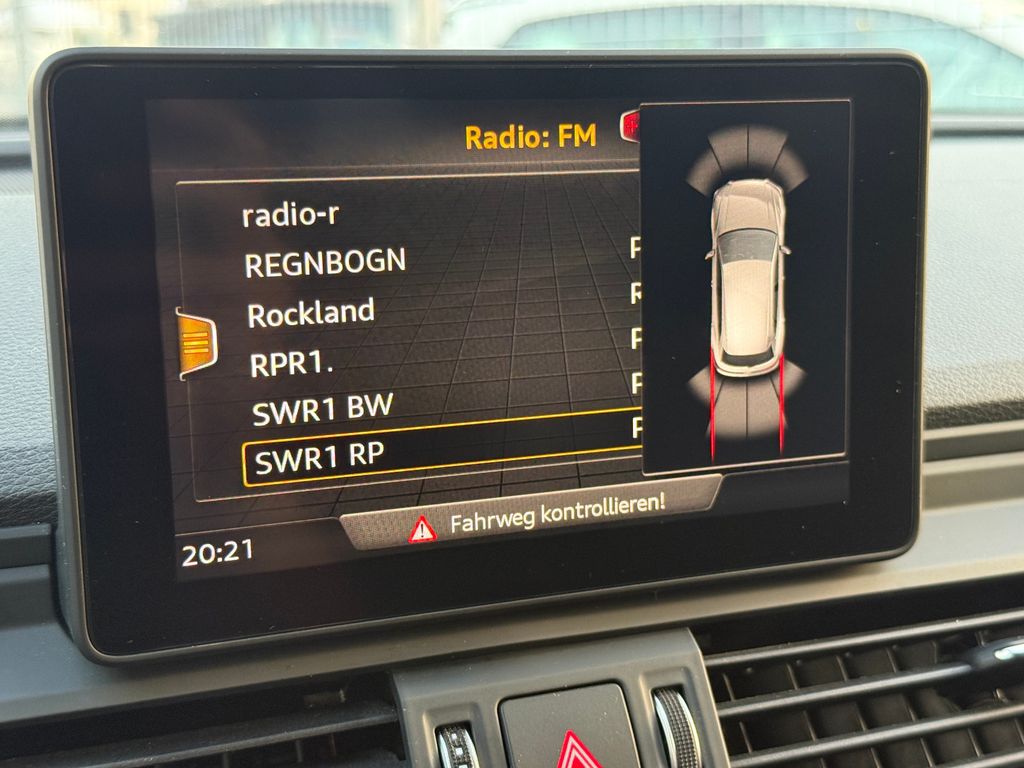 Radio: FM
radio-r
REGNBOGN
Rockland
RPR1.
SWR1 BW
SWR1 RP
Fahrweg kontrollieren!
20:21